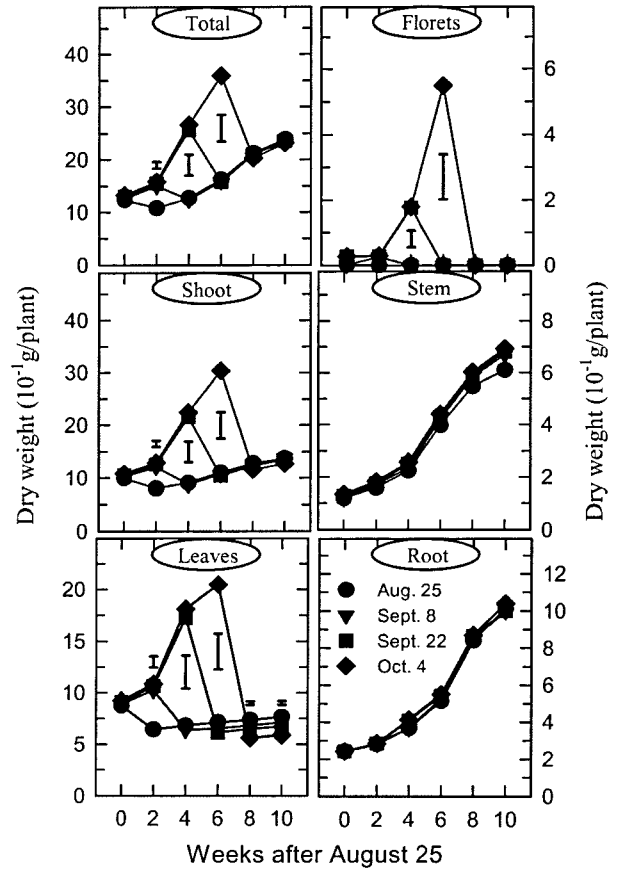 Total
Florets
50
40
30
20
10
0
6
4
2
0
Shoot
Stem
40
30
20
10
0
8
6
4
2
0
Dry weight (10⁻¹g/plant)
Dry weight (10⁻¹g/plant)
Leaves
Root
20
15
10
5
0
Aug. 25
Sept. 8
Sept. 22
Oct. 4
12
10
8
6
4
2
0
0 2 4 6 8 10
0 2 4 6 8 10
Weeks after August 25